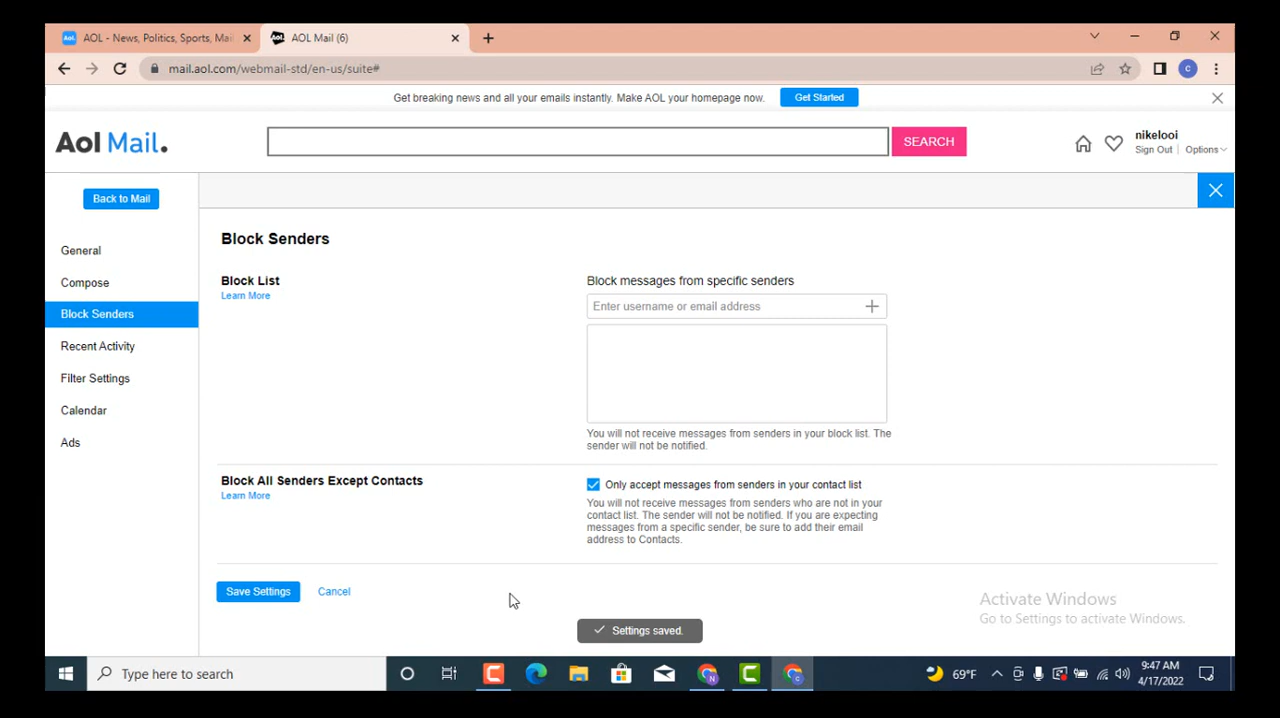 AOL - News, Politics, Sports, Mai
AOL Mail (6)
mail.aol.com/webmail-std/en-us/suite#
C
Get breaking news and all your emails instantly. Make AOL your homepage now.
Get Started
Aol Mail.
SEARCH
nikelooi
Sign Out | Options
Back to Mail
General
Compose
Block Senders
Recent Activity
Filter Settings
Calendar
Ads
Block Senders
Block List
Learn More
Block messages from specific senders
Enter username or email address
You will not receive messages from senders in your block list. The
sender will not be notified.
Block All Senders Except Contacts
Learn More
Only accept messages from senders in your contact list
You will not receive messages from senders who are not in your
contact list. The sender will not be notified. If you are expecting
messages from a specific sender, be sure to add their email
address to Contacts.
Save Settings
Cancel
Settings saved.
Activate Windows
Go to Settings to activate Windows.
Type here to search
69°F
9:47 AM
4/17/2022